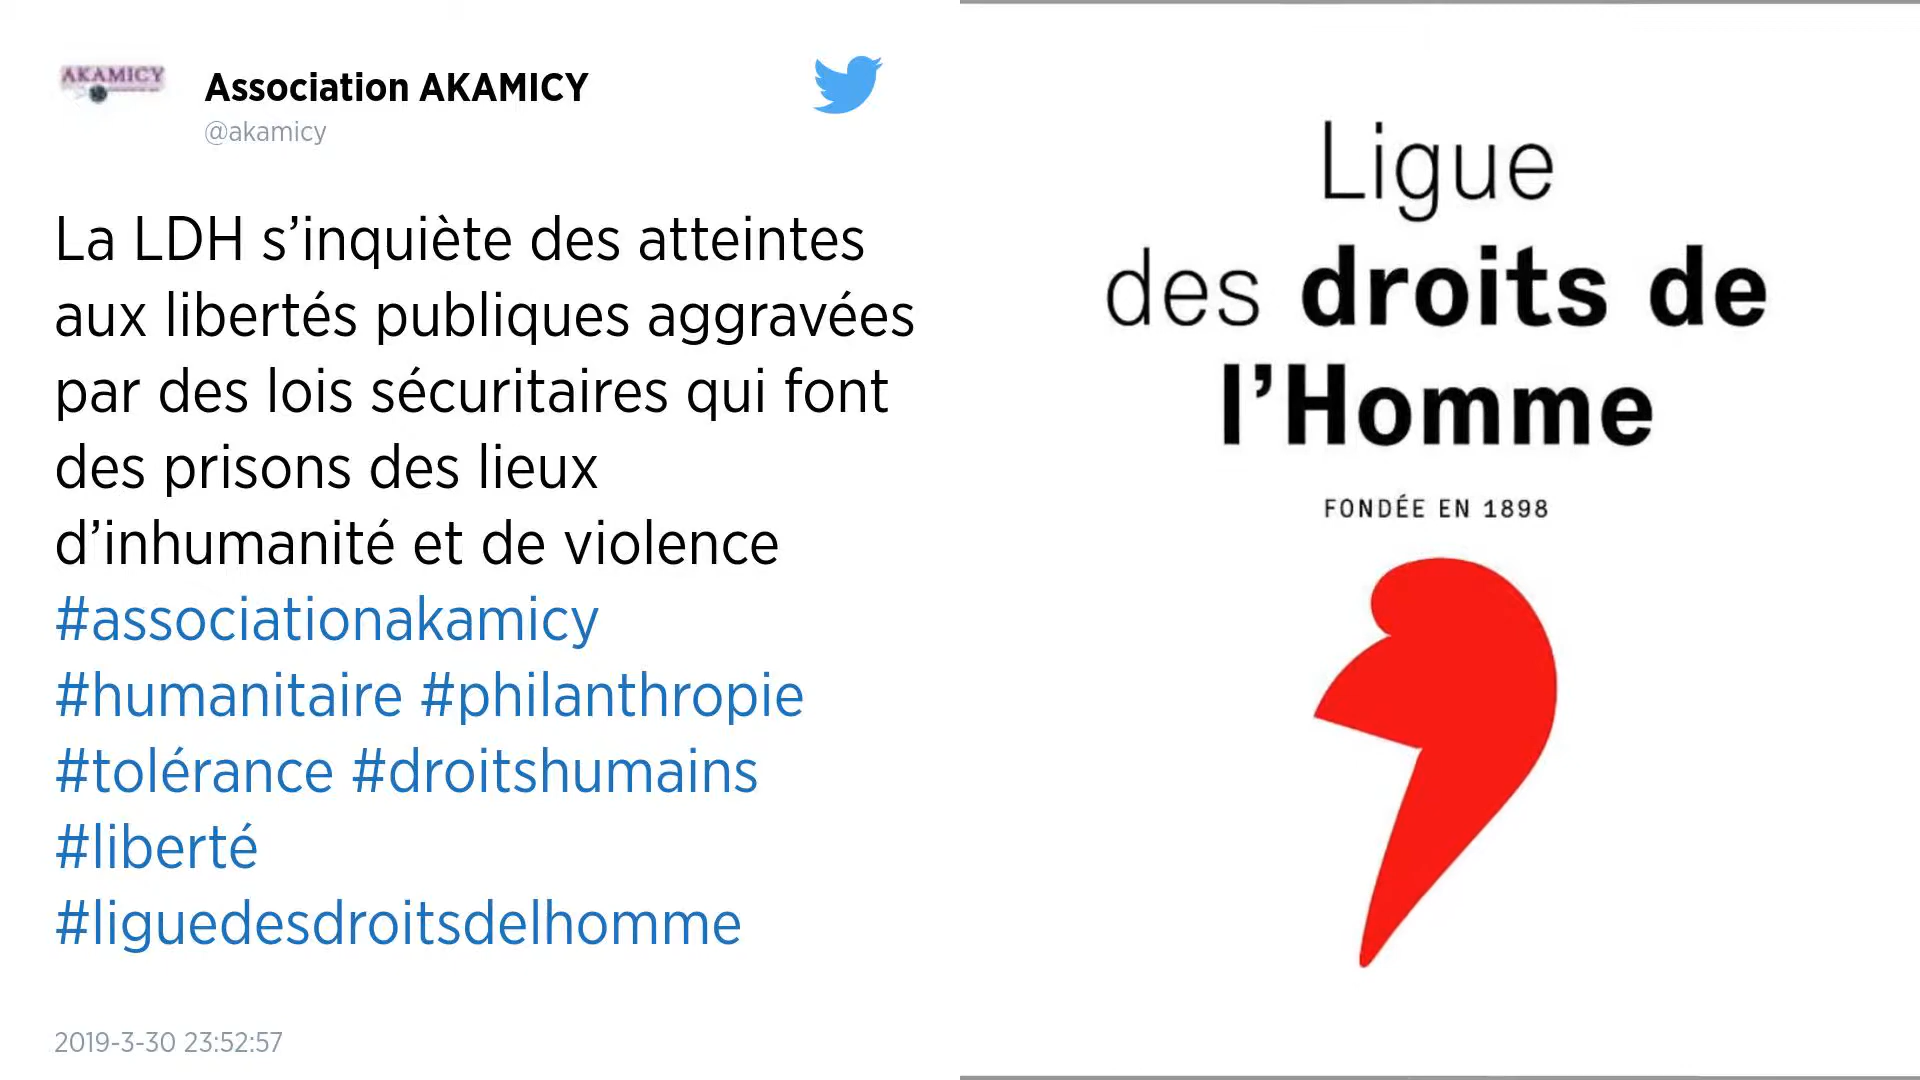 AKAMICY
Association AKAMICY
@akamicy
La LDH s’inquiète des atteintes
aux libertés publiques aggravées
par des lois sécuritaires qui font
des prisons des lieux
d’inhumanité et de violence
#associationakamicy
#humanitaire #philanthropie
#tolérance #droitshumains
#liberté
#liguedesdroitsdelhomme
2019-3-30 23:52:57
Ligue
des droits de
l’Homme
FONDÉE EN 1898